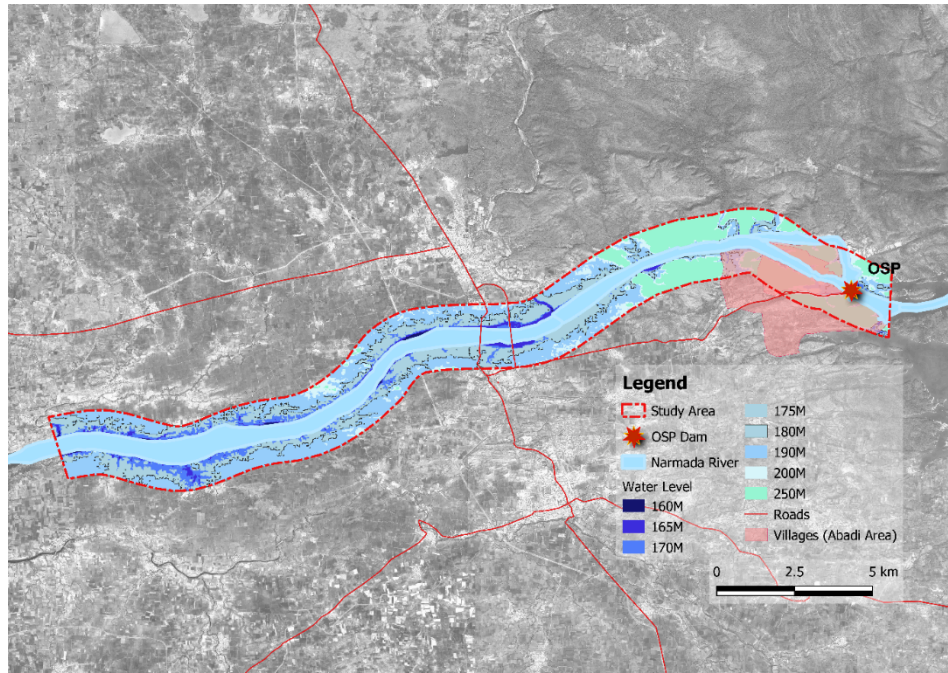 OSP
Legend
Study Area
OSP Dam
Narmada River
Water Level
160M
165M
170M
175M
180M
190M
200M
250M
Roads
Villages (Abadi Area)
0 2.5 5 km